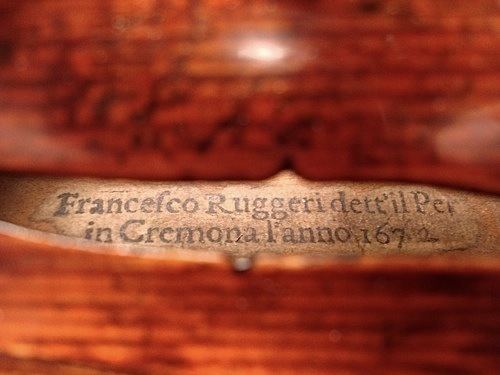 Francesco Ruggeri dett'il Per
in Cremona l'anno 1672